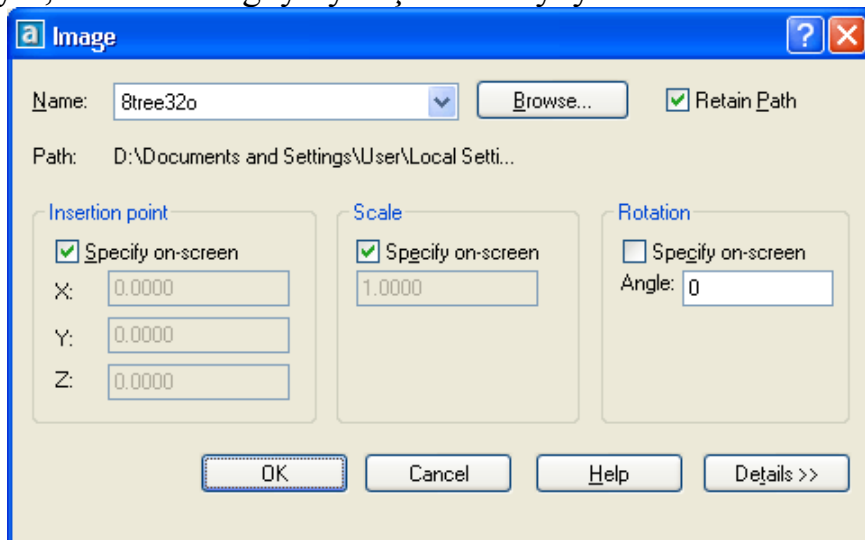 Image
Name: 8tree32o Browse... Retain Path
Path: D:\Documents and Settings\User\Local Setti...
Insertion point Scale Rotation
Specify on-screen Specify on-screen Specify on-screen
X: 0.0000 1.0000 Angle: 0
Y: 0.0000
Z: 0.0000
OK Cancel Help Details >>